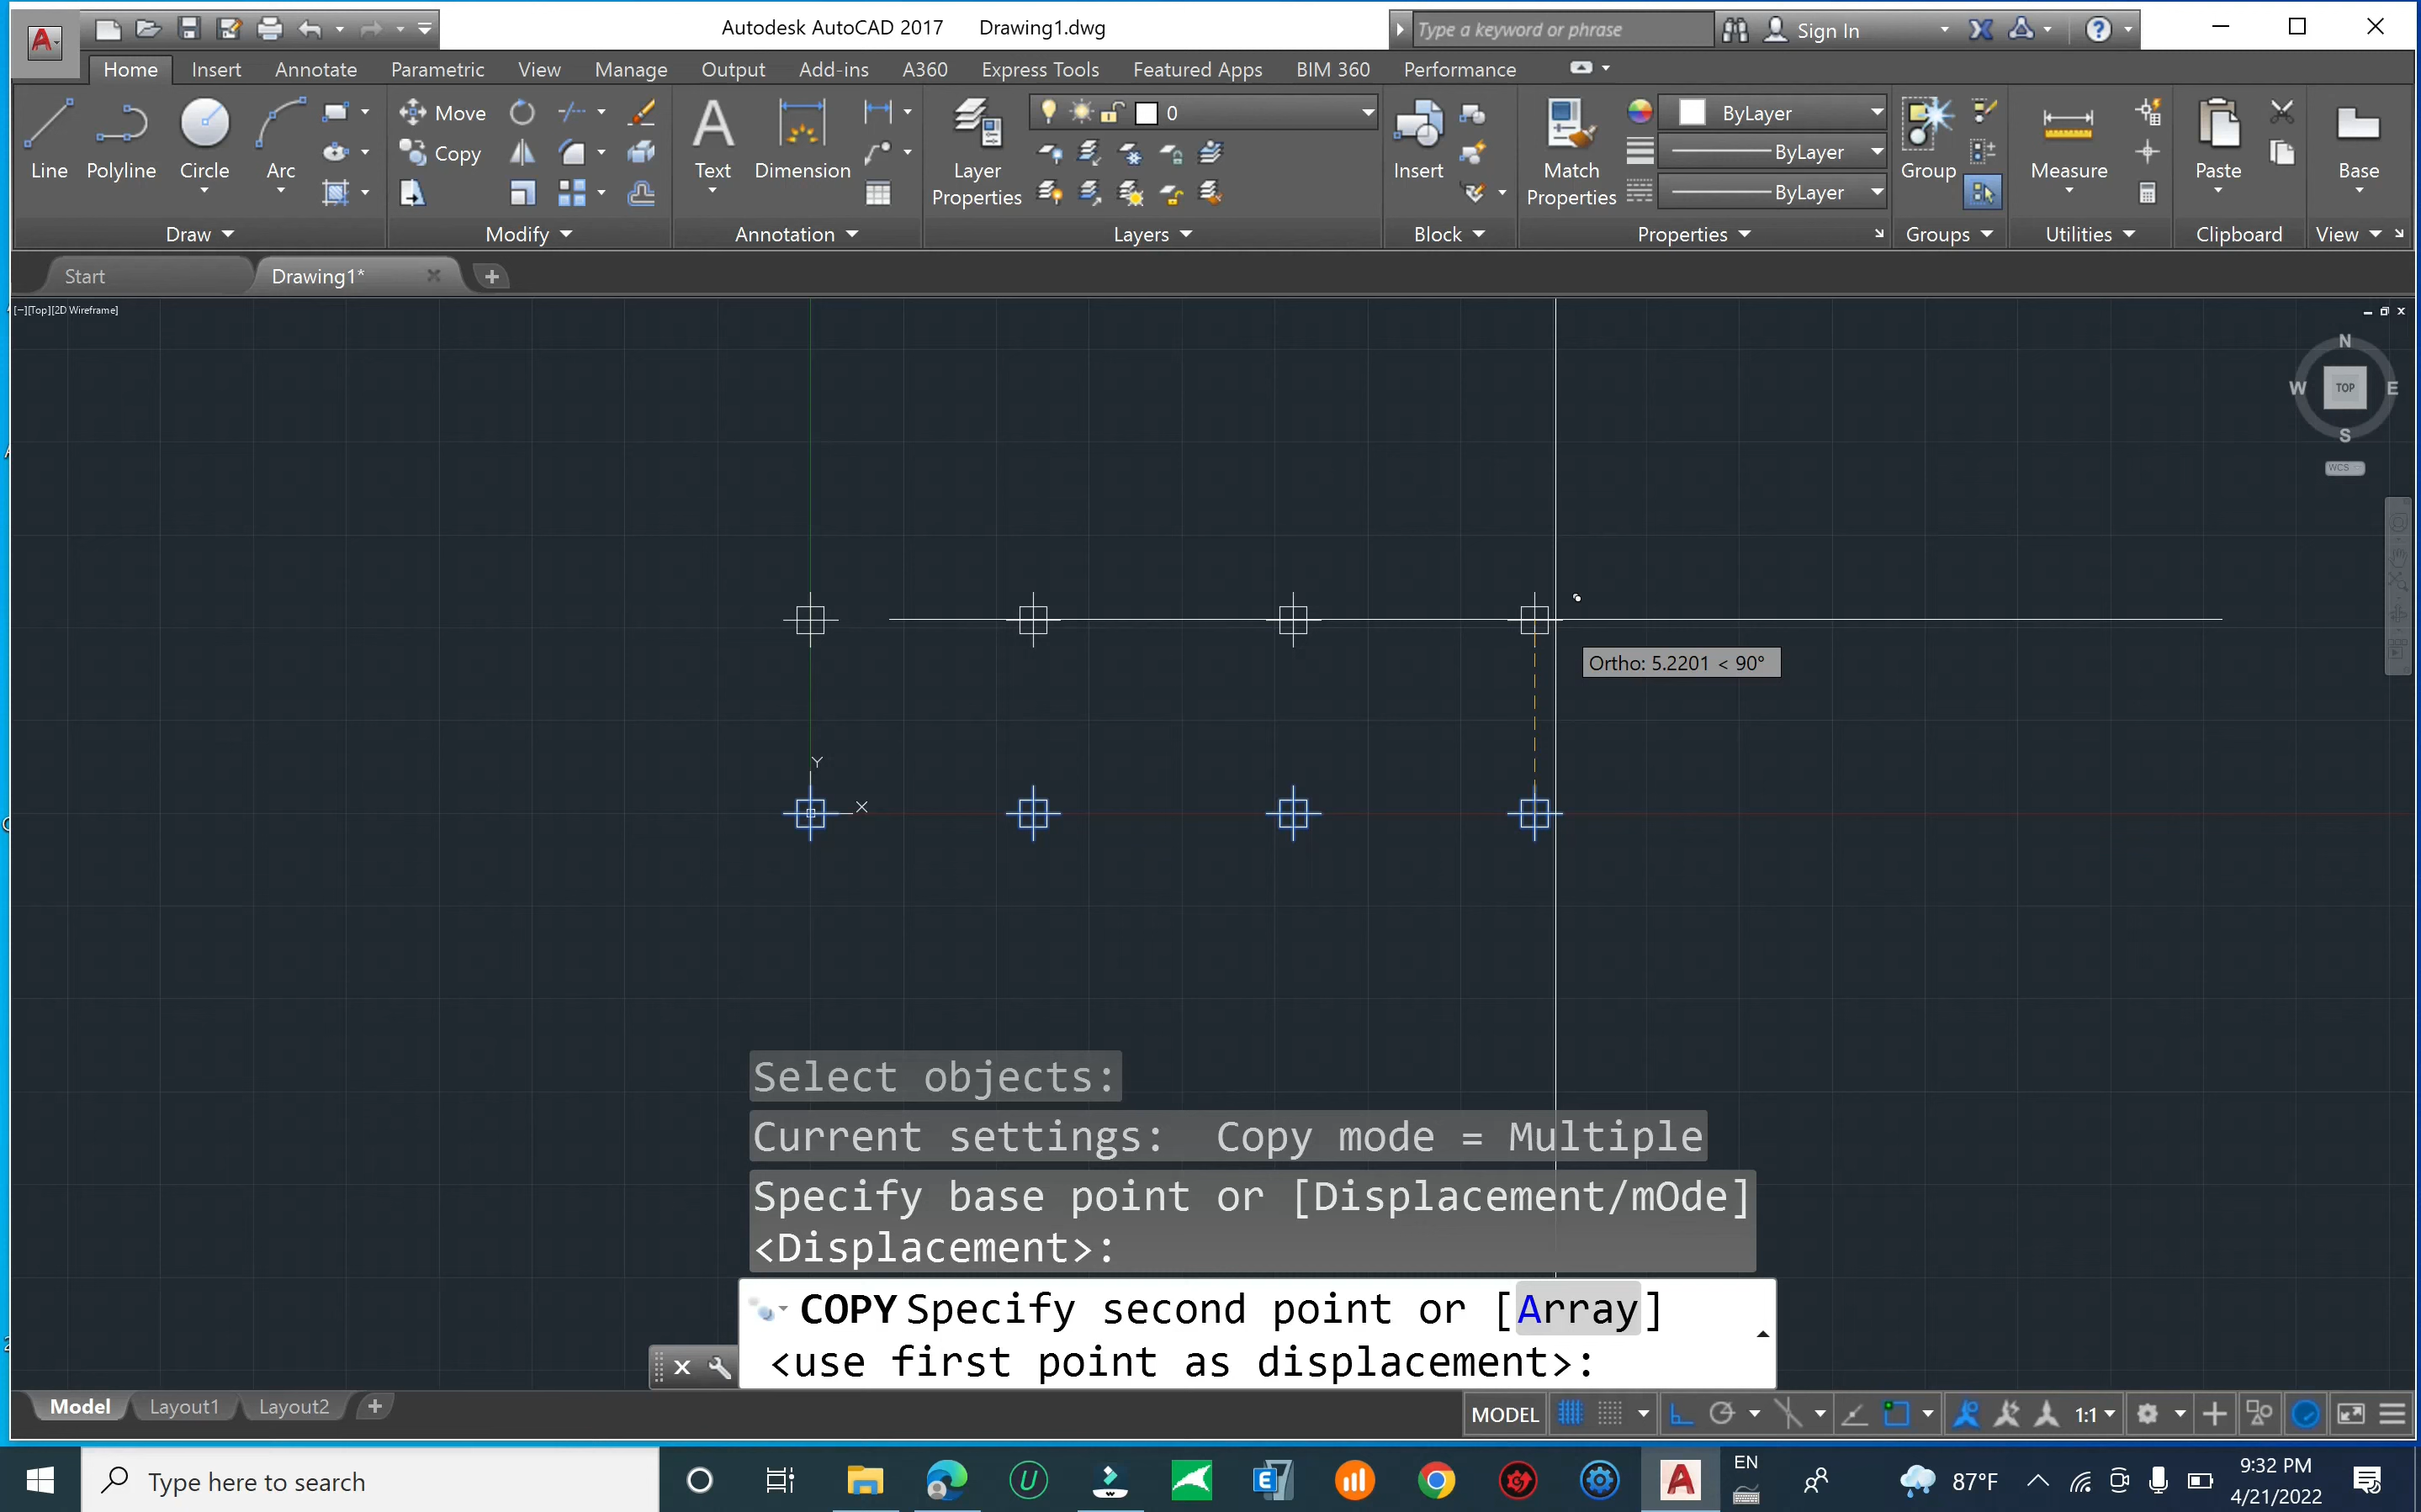 Autodesk AutoCAD 2017 Drawing1.dwg
Type a keyword or phrase
Sign In
Home Insert Annotate Parametric View Manage Output Add-ins A360 Express Tools Featured Apps BIM 360 Performance
Line Polyline Circle Arc
Move
Copy
Text Dimension
Layer Properties
0
Insert
Match Properties
ByLayer
ByLayer
ByLayer
Group
Measure
Paste
Base
Draw Modify Annotation Layers Block Properties Groups Utilities Clipboard View
Start Drawing1*
[−][Top][2D Wireframe]
N
W TOP E
S
WCS
Ortho: 5.2201 < 90°
Y
X
Select objects:
Current settings:  Copy mode = Multiple
Specify base point or [Displacement/mOde]
<Displacement>:
COPY Specify second point or [Array]
<use first point as displacement>:
Model Layout1 Layout2
MODEL
1:1
Type here to search
EN
87°F
9:32 PM
4/21/2022